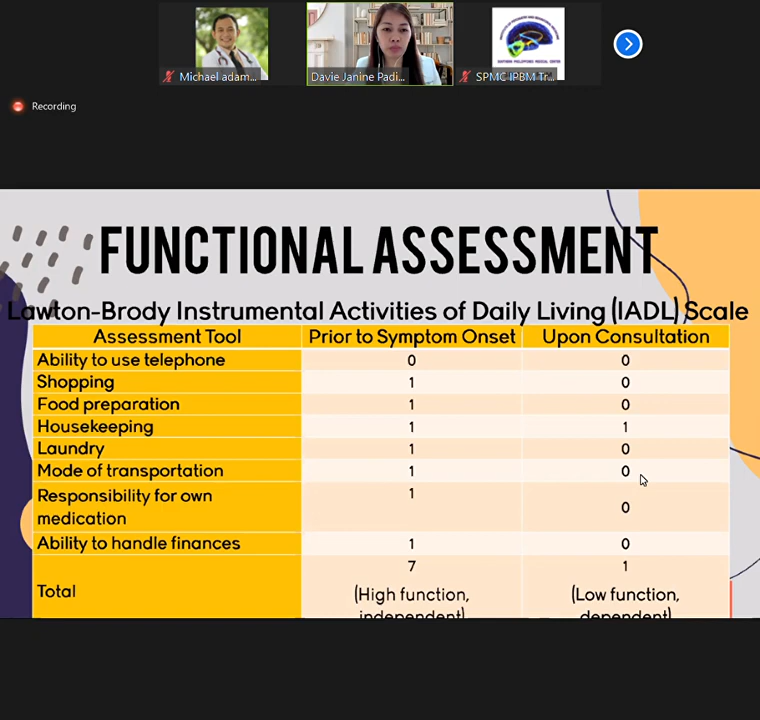 Michael adam...
Davie Janine Padi...
SPMC IPBM Tr...
Recording
FUNCTIONAL ASSESSMENT
Lawton-Brody Instrumental Activities of Daily Living (IADL) Scale
Assessment Tool Prior to Symptom Onset Upon Consultation
Ability to use telephone 0 0
Shopping 1 0
Food preparation 1 0
Housekeeping 1 1
Laundry 1 0
Mode of transportation 1 0
Responsibility for own medication 1 0
Ability to handle finances 1 0
Total 7 1
(High function, (Low function,
independent) dependent)